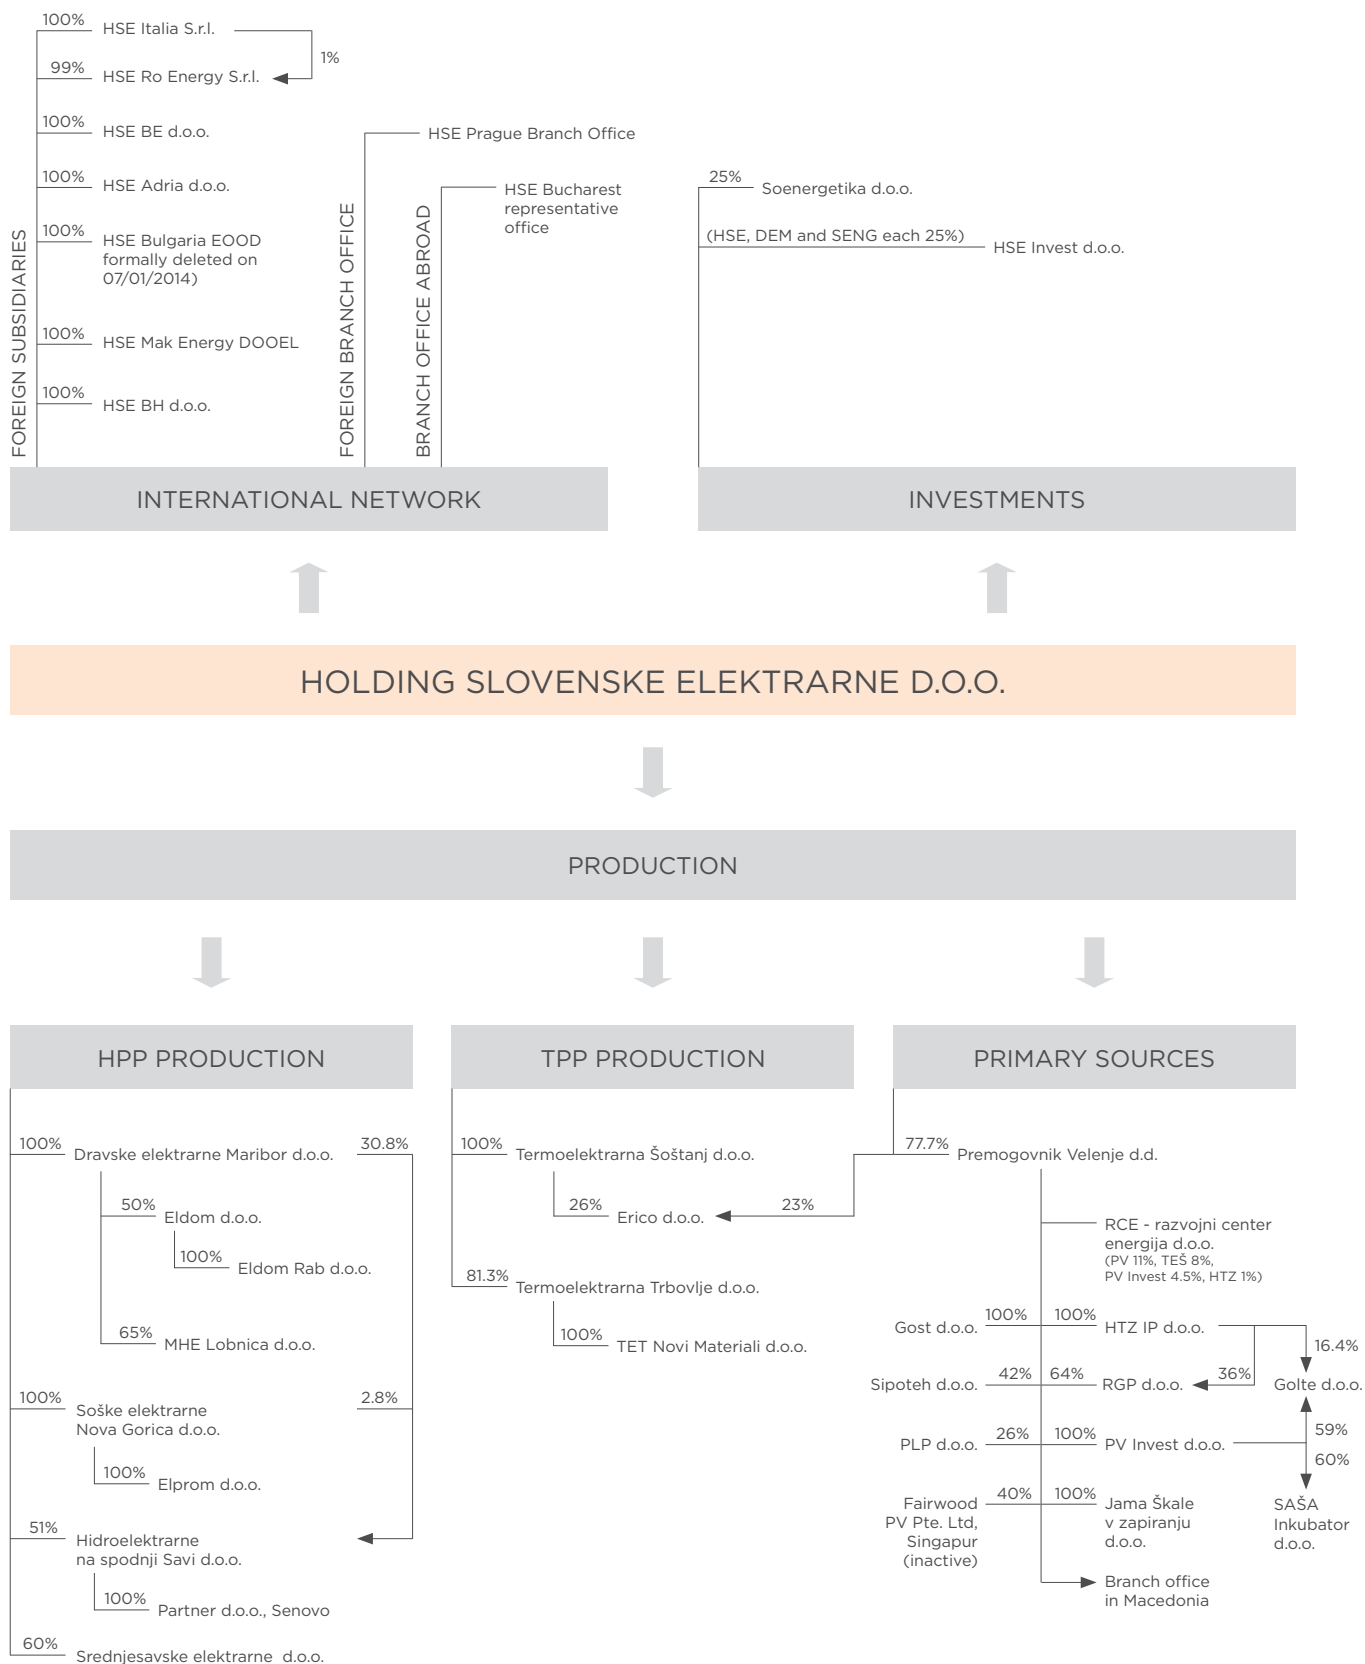 100% HSE Italia S.r.l.
1%
99% HSE Ro Energy S.r.l.
100% HSE BE d.o.o.
100% HSE Adria d.o.o.
100% HSE Bulgaria EOOD
formally deleted on
07/01/2014)
100% HSE Mak Energy DOOEL
100% HSE BH d.o.o.
FOREIGN SUBSIDIARIES
HSE Prague Branch Office
FOREIGN BRANCH OFFICE
HSE Bucharest
representative
office
BRANCH OFFICE ABROAD
25% Soenergetika d.o.o.
(HSE, DEM and SENG each 25%) HSE Invest d.o.o.
INTERNATIONAL NETWORK
INVESTMENTS
HOLDING SLOVENSKE ELEKTRARNE D.O.O.
PRODUCTION
HPP PRODUCTION
100% Dravske elektrarne Maribor d.o.o. 30.8%
50% Eldom d.o.o.
100% Eldom Rab d.o.o.
65% MHE Lobnica d.o.o.
100% Soške elektrarne 2.8%
Nova Gorica d.o.o.
100% Elprom d.o.o.
51% Hidroelektrarne
na spodnji Savi d.o.o.
100% Partner d.o.o., Senovo
60% Srednjesavske elektrarne d.o.o.
TPP PRODUCTION
100% Termoelektrarna Šoštanj d.o.o.
26% Erico d.o.o. 23%
81.3% Termoelektrarna Trbovlje d.o.o.
100% TET Novi Materiali d.o.o.
PRIMARY SOURCES
77.7% Premogovnik Velenje d.d.
RCE - razvojni center
energija d.o.o.
(PV 11%, TEŠ 8%,
PV Invest 4.5%, HTZ 1%)
Gost d.o.o. 100% 100% HTZ IP d.o.o.
16.4%
Sipoteh d.o.o. 42% 64% RGP d.o.o. 36% Golte d.o.o.
59%
PLP d.o.o. 26% 100% PV Invest d.o.o.
60%
Fairwood 40% 100% Jama Škale SAŠA
PV Pte. Ltd, v zapiranju Inkubator
Singapur d.o.o. d.o.o.
(inactive)
Branch office
in Macedonia